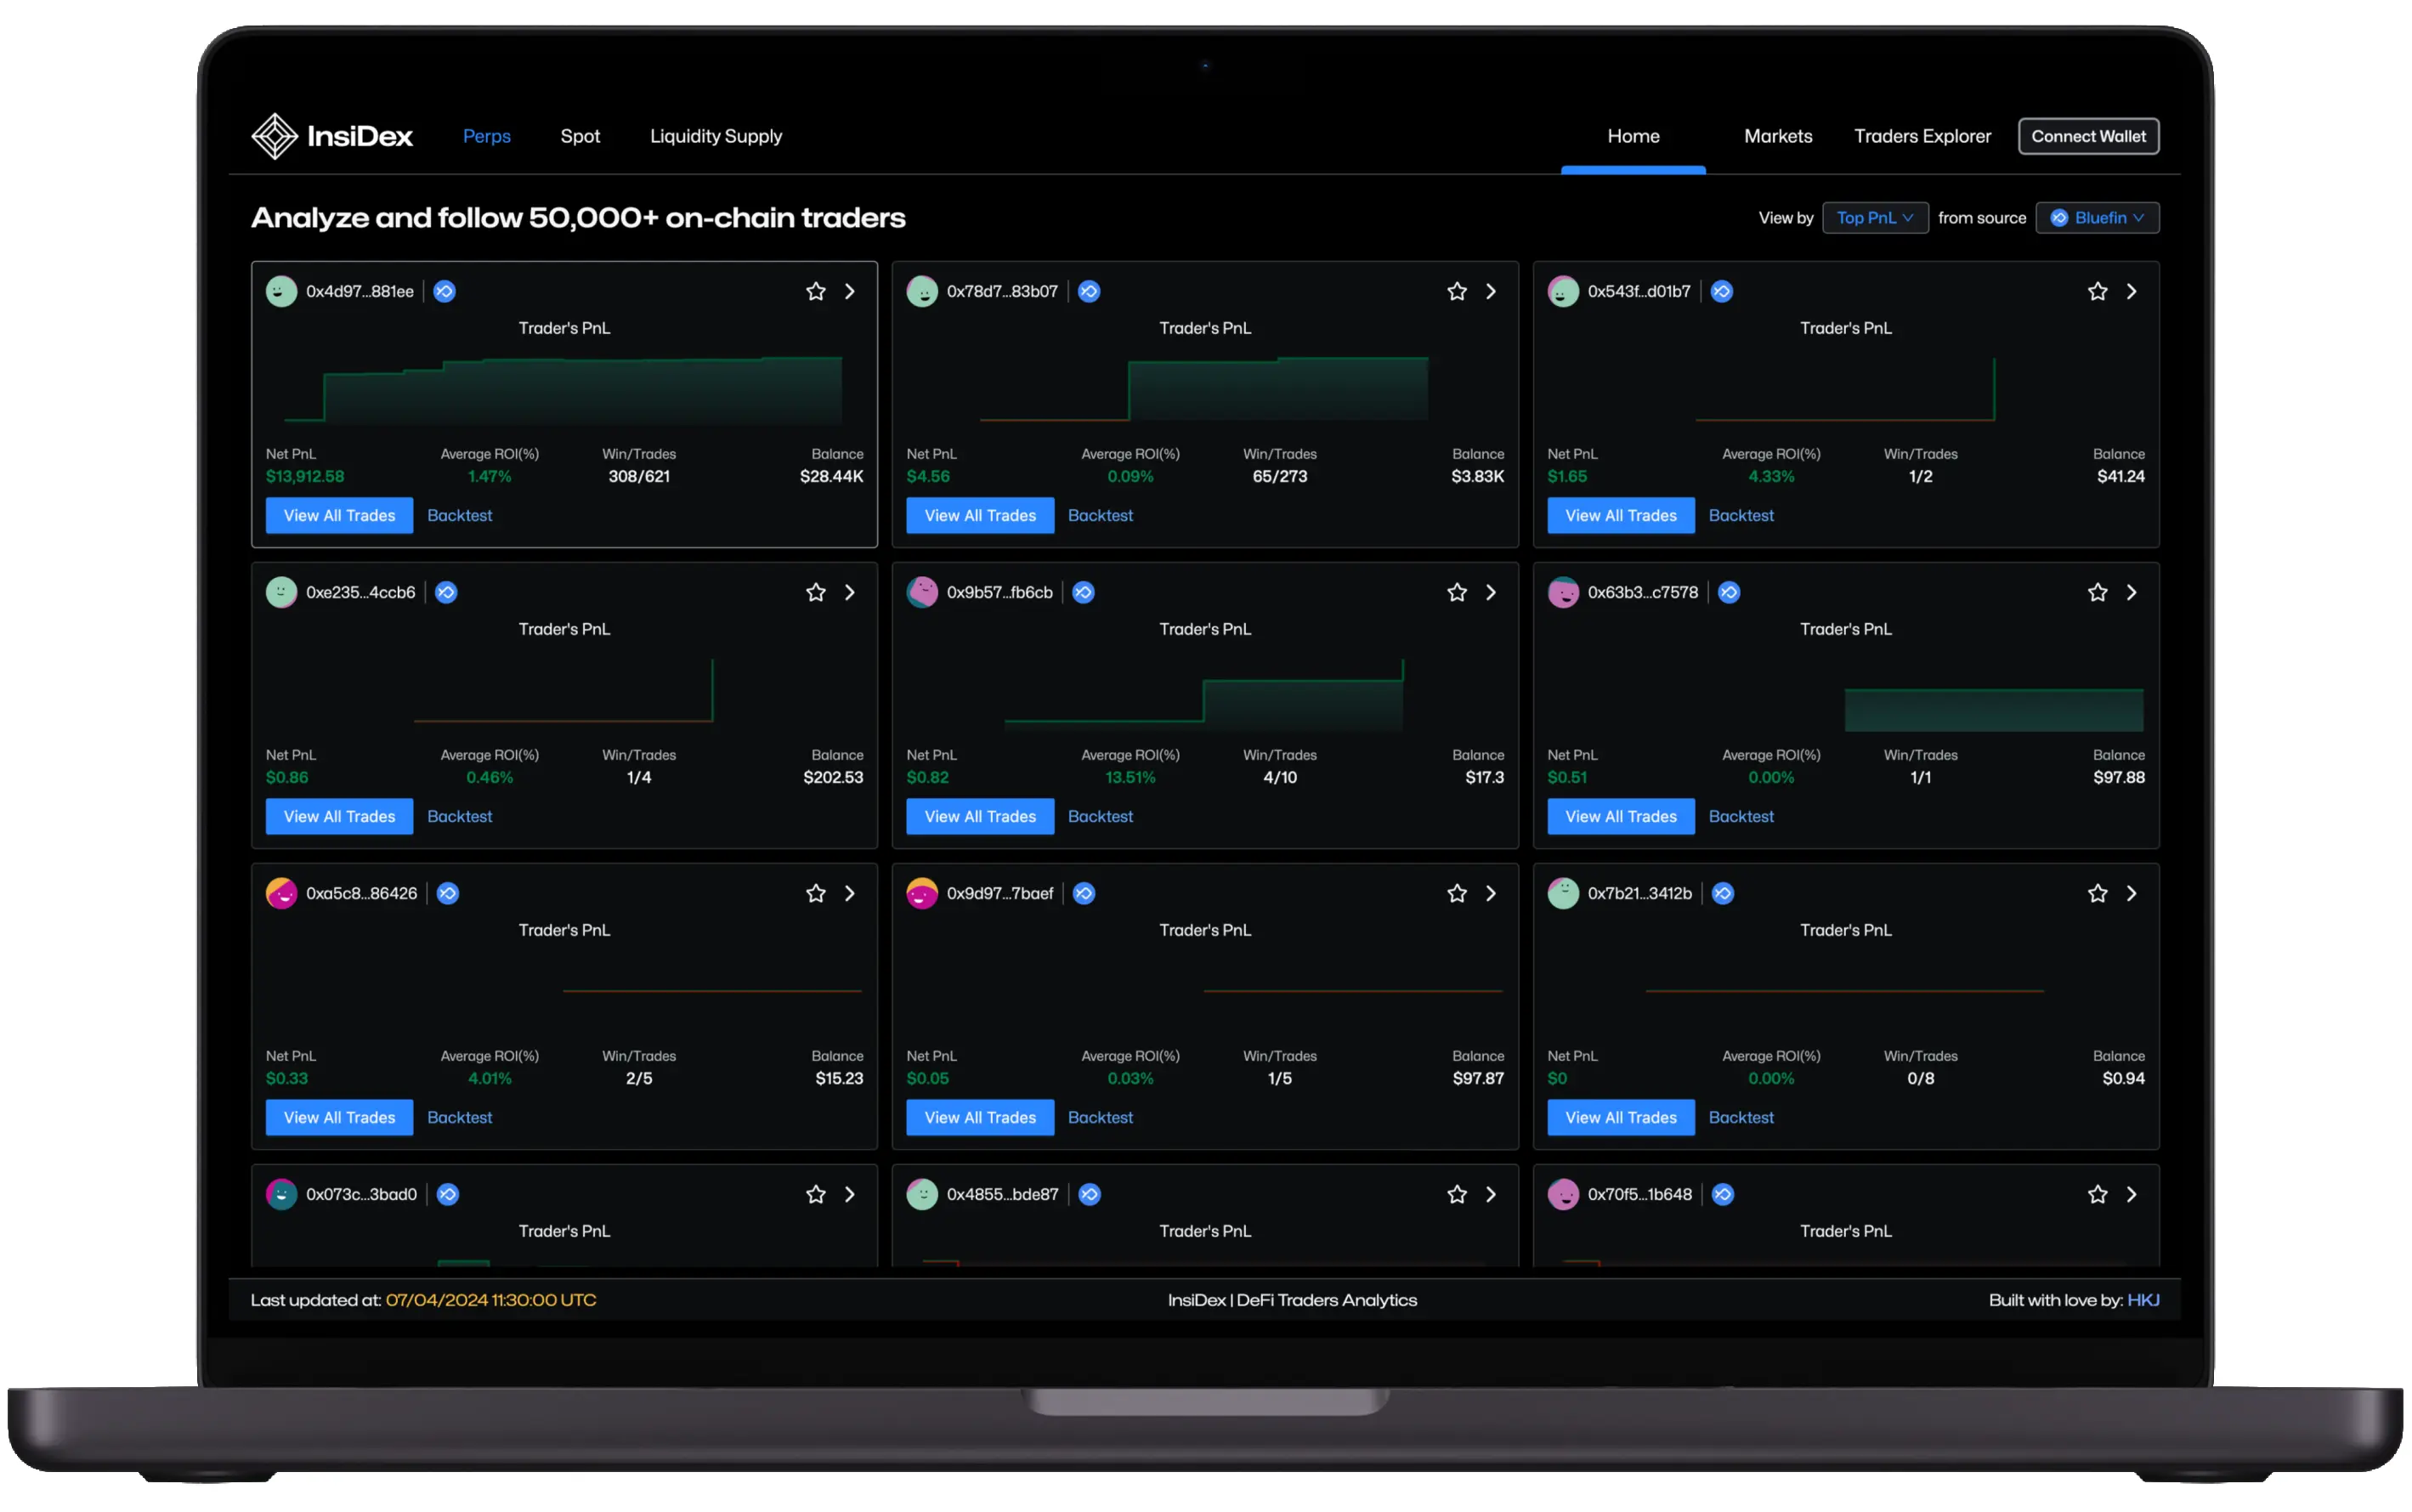 InsiDex Perps Spot Liquidity Supply Home Markets Traders Explorer Connect Wallet
Analyze and follow 50,000+ on-chain traders View by Top PnL from source Bluefin
0x4d97...881ee 0x78d7...83b07 0x543f...d01b7
Trader's PnL Trader's PnL Trader's PnL
Net PnL Average ROI(%) Win/Trades Balance Net PnL Average ROI(%) Win/Trades Balance Net PnL Average ROI(%) Win/Trades Balance
$13,912.58 1.47% 308/621 $28.44K $4.56 0.09% 65/273 $3.83K $1.65 4.33% 1/2 $41.24
View All Trades Backtest View All Trades Backtest View All Trades Backtest
0xe235...4ccb6 0x9b57...fb6cb 0x63b3...c7578
Trader's PnL Trader's PnL Trader's PnL
Net PnL Average ROI(%) Win/Trades Balance Net PnL Average ROI(%) Win/Trades Balance Net PnL Average ROI(%) Win/Trades Balance
$0.86 0.46% 1/4 $202.53 $0.82 13.51% 4/10 $17.3 $0.51 0.00% 1/1 $97.88
View All Trades Backtest View All Trades Backtest View All Trades Backtest
0xa5c8...86426 0x9d97...7baef 0x7b21...3412b
Trader's PnL Trader's PnL Trader's PnL
Net PnL Average ROI(%) Win/Trades Balance Net PnL Average ROI(%) Win/Trades Balance Net PnL Average ROI(%) Win/Trades Balance
$0.33 4.01% 2/5 $15.23 $0.05 0.03% 1/5 $97.87 $0 0.00% 0/8 $0.94
View All Trades Backtest View All Trades Backtest View All Trades Backtest
0x073c...3bad0 0x4855...bde87 0x70f5...1b648
Trader's PnL Trader's PnL Trader's PnL
Last updated at: 07/04/2024 11:30:00 UTC InsiDex | DeFi Traders Analytics Built with love by: HKJ